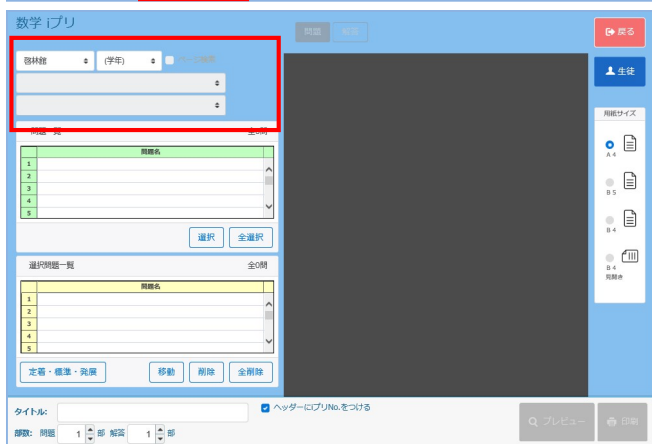 数学 iプリ
問題 解答
戻る
啓林館 (学年) ページ検索
生徒
用紙サイズ
問題一覧 全0問
問題名
1
2
3
4
5
A 4
B 5
B 4
B 4
見開き
選択 全選択
選択問題一覧 全0問
問題名
1
2
3
4
5
定着・標準・発展 移動 削除 全削除
タイトル: ヘッダーにiプリNo.をつける
部数: 問題 1 部 解答 1 部
プレビュー 印刷